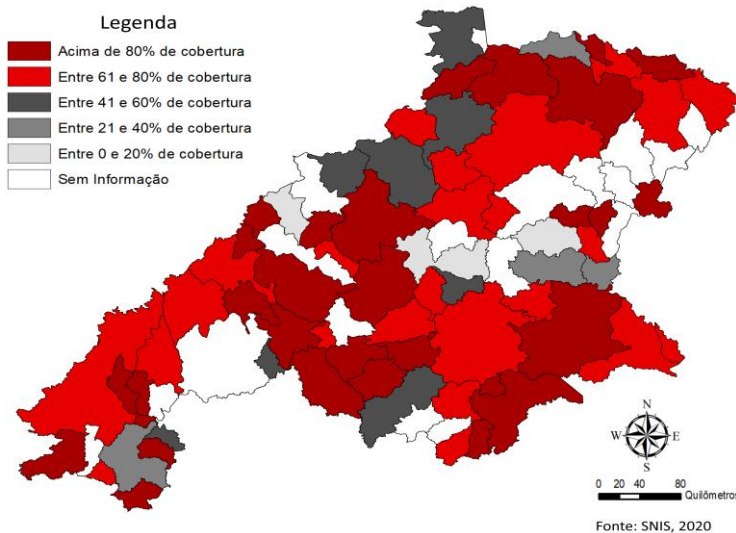 Legenda
Acima de 80% de cobertura
Entre 61 e 80% de cobertura
Entre 41 e 60% de cobertura
Entre 21 e 40% de cobertura
Entre 0 e 20% de cobertura
Sem Informação
N
W E
S
0 20 40 80
Quilômetros
Fonte: SNIS, 2020